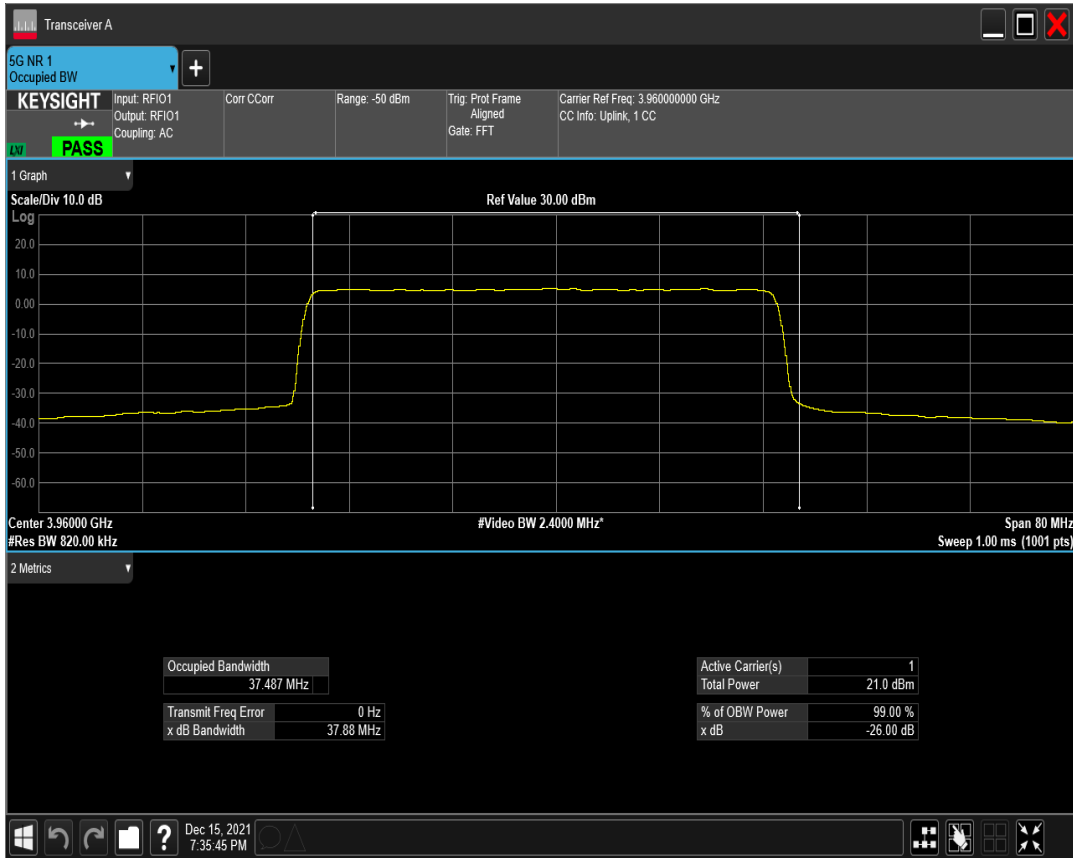 Transceiver A
5G NR 1
Occupied BW
KEYSIGHT
LXI
PASS
Input: RFIO1
Output: RFIO1
Coupling: AC
Corr CCorr
Range: -50 dBm
Trig: Prot Frame
Aligned
Gate: FFT
Carrier Ref Freq: 3.960000000 GHz
CC Info: Uplink, 1 CC
1 Graph
Scale/Div 10.0 dB
Ref Value 30.00 dBm
Log
20.0
10.0
0.00
-10.0
-20.0
-30.0
-40.0
-50.0
-60.0
Center 3.96000 GHz
#Video BW 2.4000 MHz*
Span 80 MHz
#Res BW 820.00 kHz
Sweep 1.00 ms (1001 pts)
2 Metrics
Occupied Bandwidth
37.487 MHz
Transmit Freq Error 0 Hz
x dB Bandwidth 37.88 MHz
Active Carrier(s) 1
Total Power 21.0 dBm
% of OBW Power 99.00 %
x dB -26.00 dB
Dec 15, 2021
7:35:45 PM